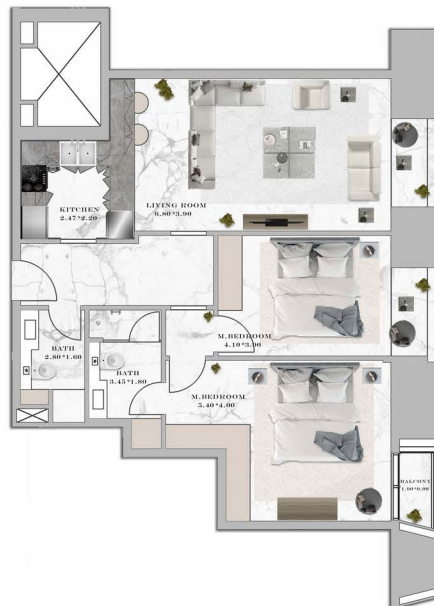 KITCHEN
2.47*2.20
LIVING ROOM
6.80*3.90
M.BEDROOM
4.10*3.00
BATH
2.80*1.60
BATH
3.45*1.80
M.BEDROOM
5.40*4.00
BALCONY